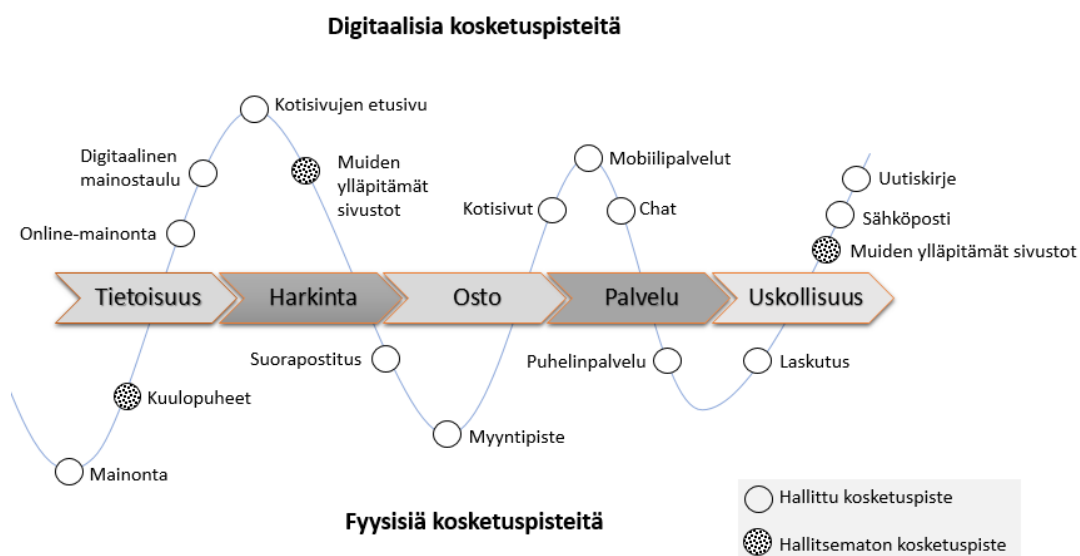 Digitaalisia kosketuspisteitä
Kotisivujen etusivu
Digitaalinen
mainostaulu
Muiden
ylläpitämät
sivustot
Online-mainonta
Mobiilipalvelut
Kotisivut
Chat
Uutiskirje
Sähköposti
Muiden ylläpitämät sivustot
Tietoisuus
Harkinta
Osto
Palvelu
Uskollisuus
Suorapostitus
Puhelinpalvelu
Laskutus
Kuulopuheet
Myyntipiste
Mainonta
Fyysisiä kosketuspisteitä
Hallittu kosketuspiste
Hallitsematon kosketuspiste